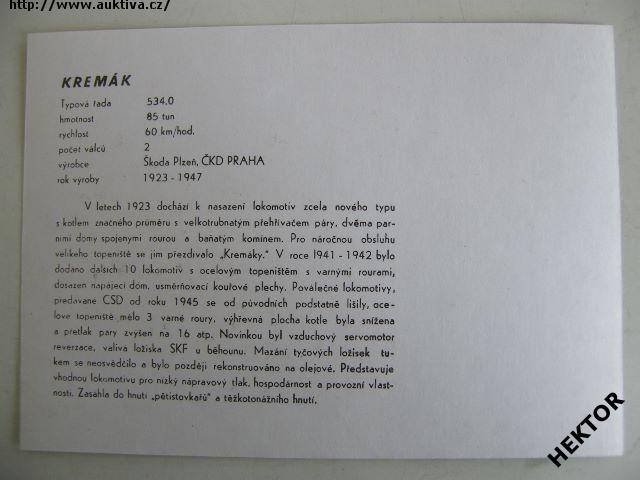 http://www.auktiva.cz/
KREMÁK
Typová řada 534.0
hmotnost 85 tun
rychlost 60 km/hod.
počet válců 2
výrobce Škoda Plzeň, ČKD PRAHA
rok výroby 1923 - 1947
V letech 1923 dochází k nasazení lokomotiv zcela nového typu
s kotlem značného průměru s velkotrubnatým přehřívačem páry, dvěma par-
ními dómy spojenými rourou a baňatým komínem. Pro náročnou obsluhu
velikého topeniště se jim přezdívalo „Kremáky." V roce 1941 - 1942 bylo
dodáno dalších 10 lokomotiv s ocelovým topeništěm s varnými rourami,
dosazen napájecí dóm, usměrňovací kouřové plechy. Poválečné lokomotivy,
předávané ČSD od roku 1945 se od původních podstatně lišily, oce-
lové topeniště mělo 3 varné roury, výhřevná plocha kotle byla snížena
a přetlak páry zvýšen na 16 atp. Novinkou byl vzduchový servomotor
reverzace, valivá ložiska SKF u běhounu. Mazání tyčových ložisek tu-
kem se neosvědčilo a bylo později rekonstruováno na olejové. Představuje
vhodnou lokomotivu pro nízký nápravový tlak, hospodárnost a provozní vlast-
nosti. Zasáhla do hnutí „pětistovkařů" a těžkotonážního hnutí.
HEKTOR